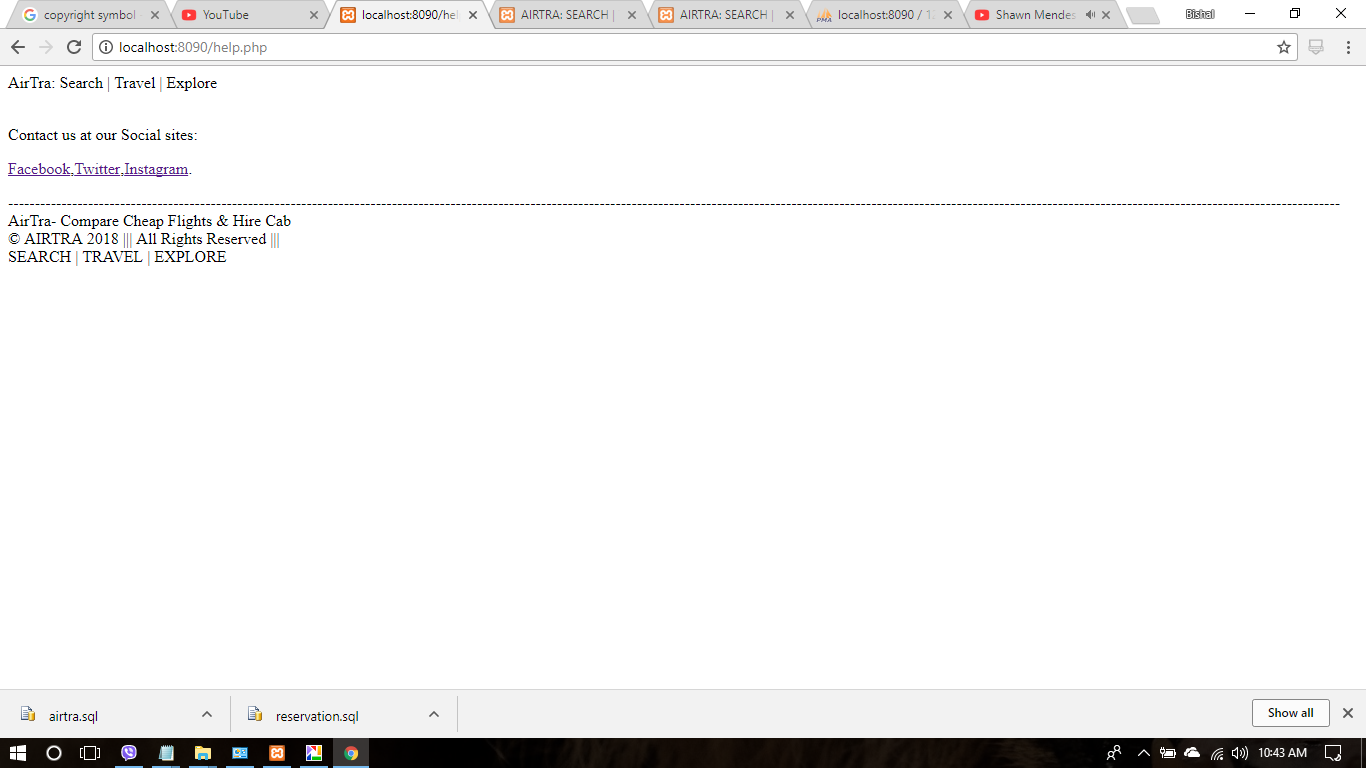 copyright symbol
YouTube
localhost:8090/hel
AIRTRA: SEARCH |
AIRTRA: SEARCH |
localhost:8090 / 12
Shawn Mendes
Bishal
localhost:8090/help.php
AirTra: Search | Travel | Explore
Contact us at our Social sites:
Facebook,Twitter,Instagram.
AirTra- Compare Cheap Flights & Hire Cab
© AIRTRA 2018 ||| All Rights Reserved |||
SEARCH | TRAVEL | EXPLORE
airtra.sql
reservation.sql
Show all
10:43 AM